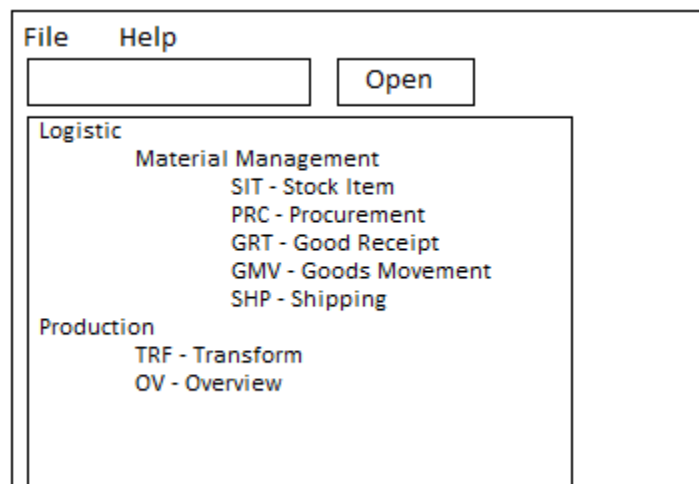 File Help
Open
Logistic
Material Management
SIT - Stock Item
PRC - Procurement
GRT - Good Receipt
GMV - Goods Movement
SHP - Shipping
Production
TRF - Transform
OV - Overview